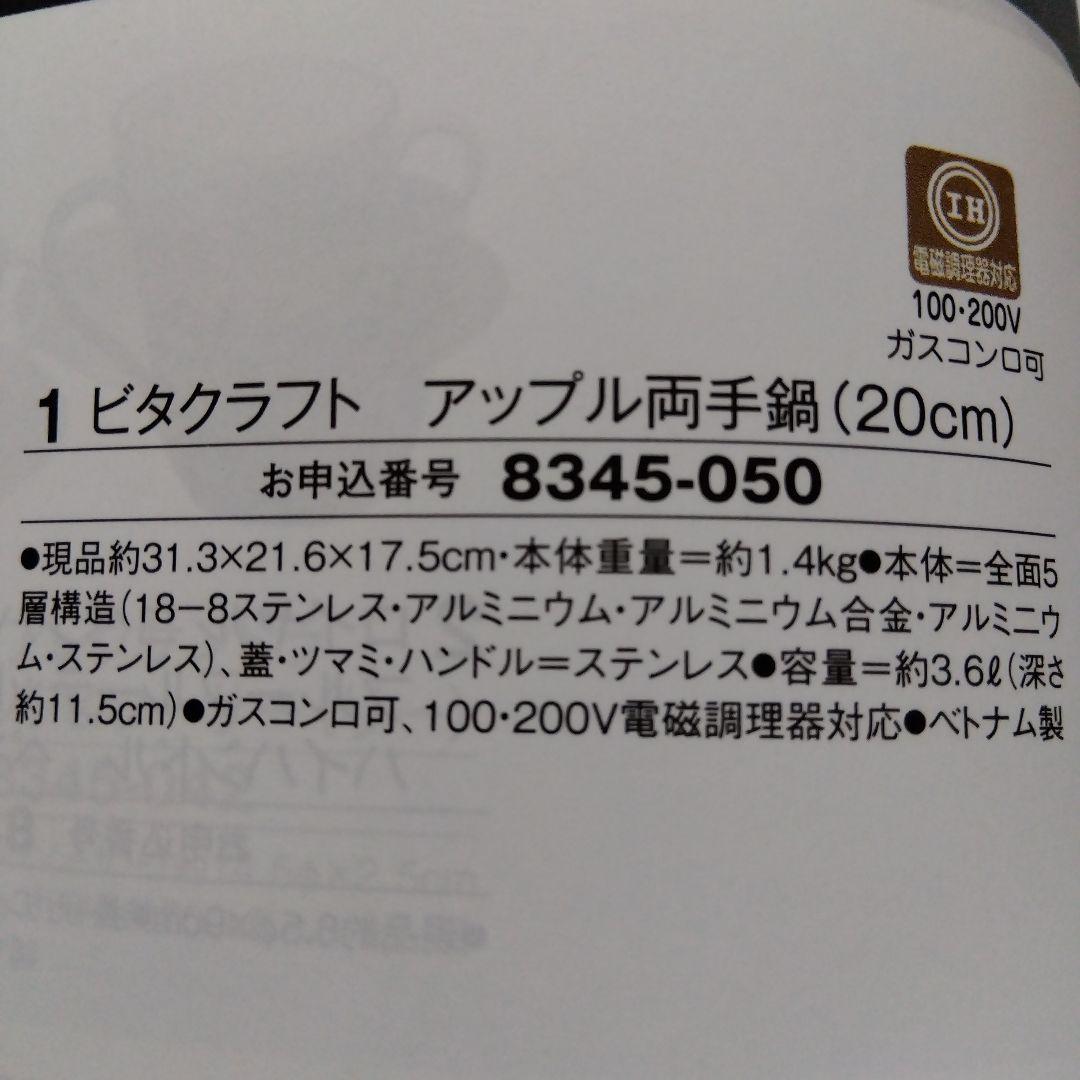 IH
電磁調理器対応
100・200V
ガスコンロ可
1 ビタクラフト　アップル両手鍋(20cm)
お申込番号 8345-050
●現品約31.3×21.6×17.5cm・本体重量＝約1.4kg●本体＝全面5
層構造(18−8ステンレス・アルミニウム・アルミニウム合金・アルミニウ
ム・ステンレス)、蓋・ツマミ・ハンドル＝ステンレス●容量＝約3.6ℓ(深さ
約11.5cm)●ガスコンロ可、100・200V電磁調理器対応●ベトナム製